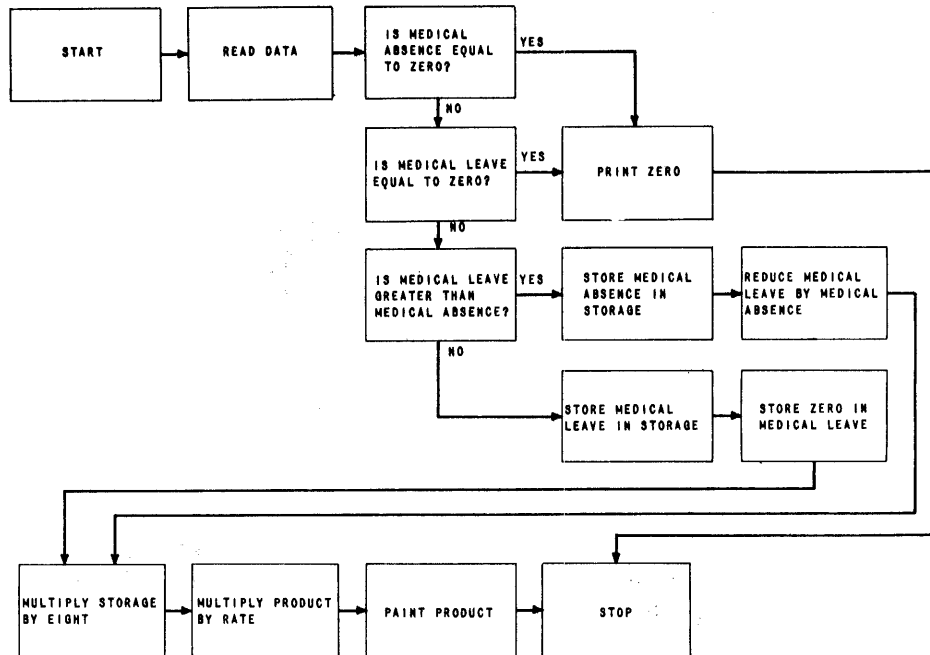 START
READ DATA
IS MEDICAL
ABSENCE EQUAL
TO ZERO?
YES
NO
IS MEDICAL LEAVE
EQUAL TO ZERO?
YES
PRINT ZERO
NO
IS MEDICAL LEAVE
GREATER THAN
MEDICAL ABSENCE?
YES
STORE MEDICAL
ABSENCE IN
STORAGE
REDUCE MEDICAL
LEAVE BY MEDICAL
ABSENCE
NO
STORE MEDICAL
LEAVE IN STORAGE
STORE ZERO IN
MEDICAL LEAVE
MULTIPLY STORAGE
BY EIGHT
MULTIPLY PRODUCT
BY RATE
PAINT PRODUCT
STOP